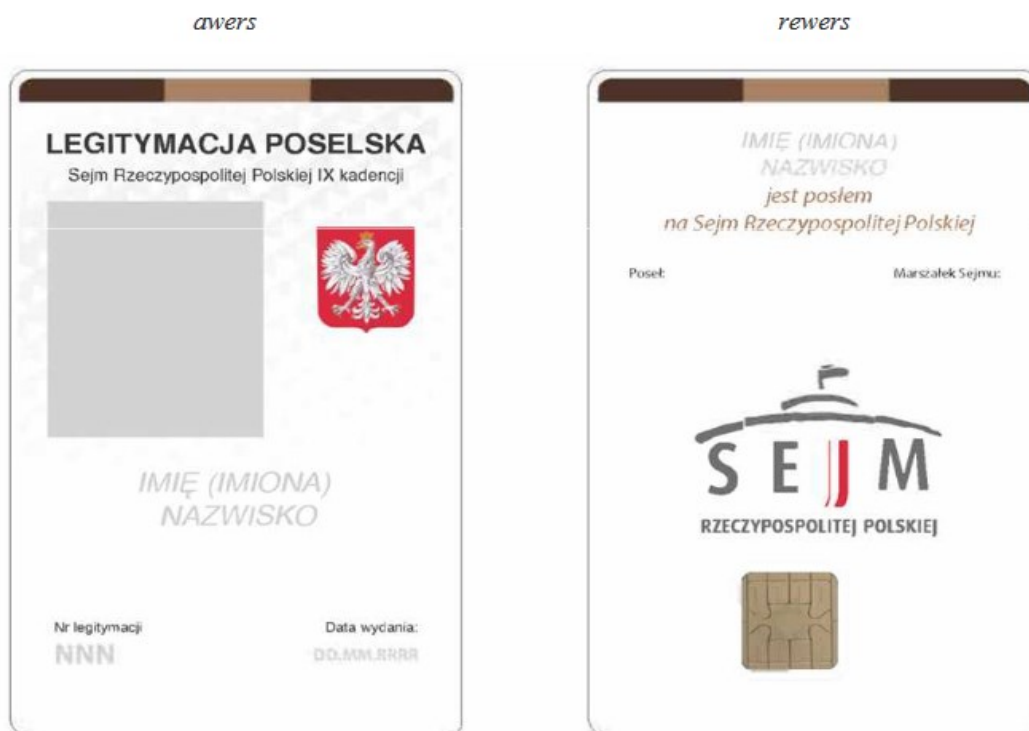 awers
LEGITYMACJA POSELSKA
Sejm Rzeczypospolitej Polskiej IX kadencji
IMIĘ (IMIONA)
NAZWISKO
Nr legitymacji
Data wydania:
NNN
DD.MM.RRRR
rewers
IMIĘ (IMIONA)
NAZWISKO
jest posłem
na Sejm Rzeczypospolitej Polskiej
Poseł:
Marszałek Sejmu:
SEJM
RZECZYPOSPOLITEJ POLSKIEJ